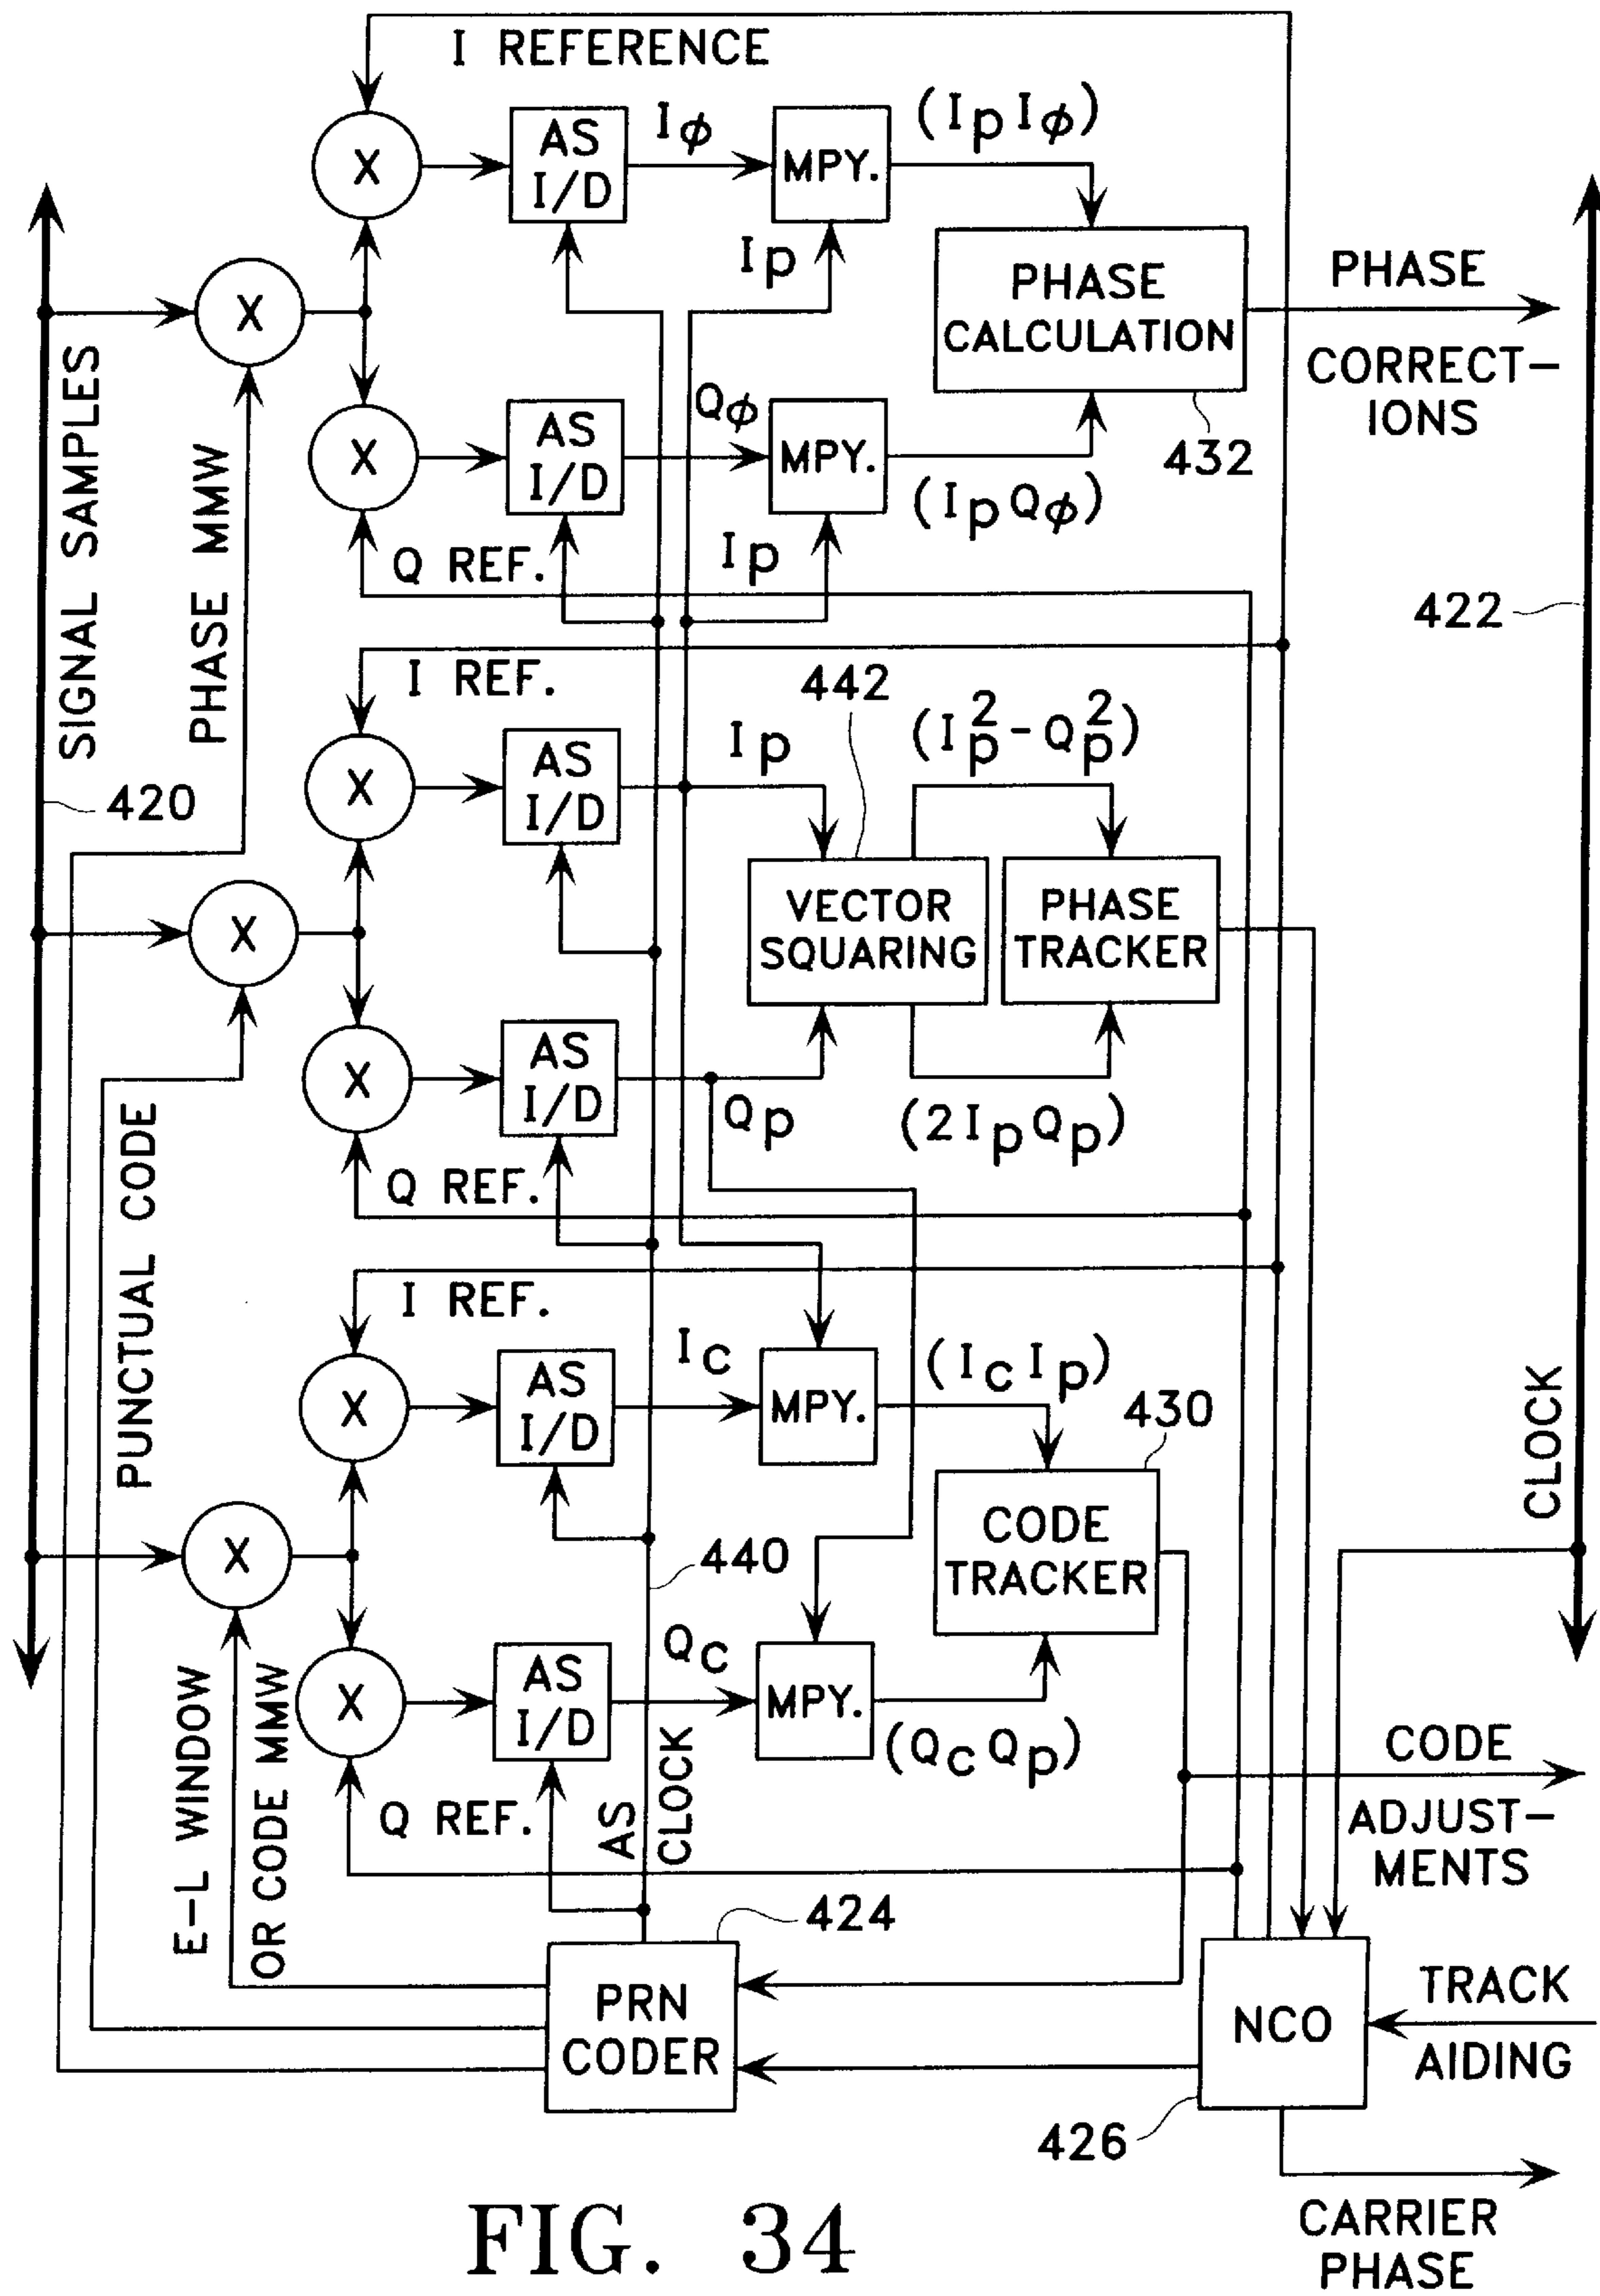 I REFERENCE
X
AS
I/D
Iϕ
MPY.
(IpIϕ)
Ip
X
PHASE
CALCULATION
PHASE
CORRECT-
IONS
432
SIGNAL SAMPLES
PHASE MMW
X
AS
I/D
Qϕ
MPY.
(IpQϕ)
Ip
Q REF.
422
I REF.
442
X
AS
I/D
Ip
(Ip²-Qp²)
420
X
VECTOR
SQUARING
PHASE
TRACKER
X
AS
I/D
Qp
(2IpQp)
PUNCTUAL CODE
Q REF.
I REF.
X
AS
I/D
Ic
MPY.
(IcIp)
430
CLOCK
X
CODE
TRACKER
440
E-L WINDOW
OR CODE MMW
X
AS
I/D
Qc
MPY.
(QcQp)
Q REF.
AS
CLOCK
CODE
ADJUST-
MENTS
424
PRN
CODER
NCO
TRACK
AIDING
426
CARRIER
PHASE
FIG. 34